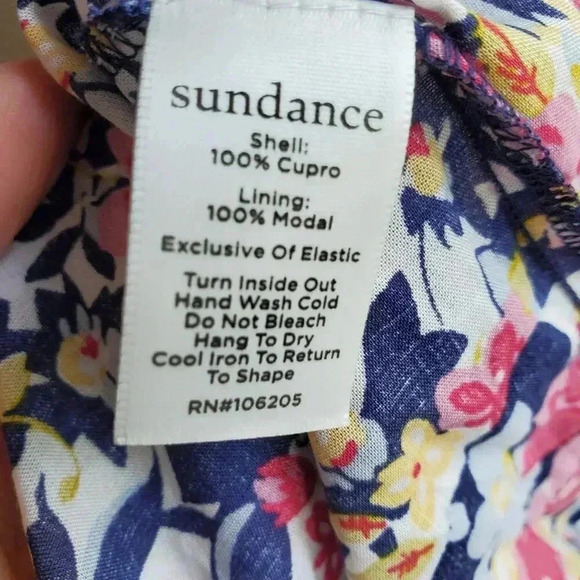 sundance
Shell:
100% Cupro
Lining:
100% Modal
Exclusive Of Elastic
Turn Inside Out
Hand Wash Cold
Do Not Bleach
Hang To Dry
Cool Iron To Return
To Shape
RN#106205